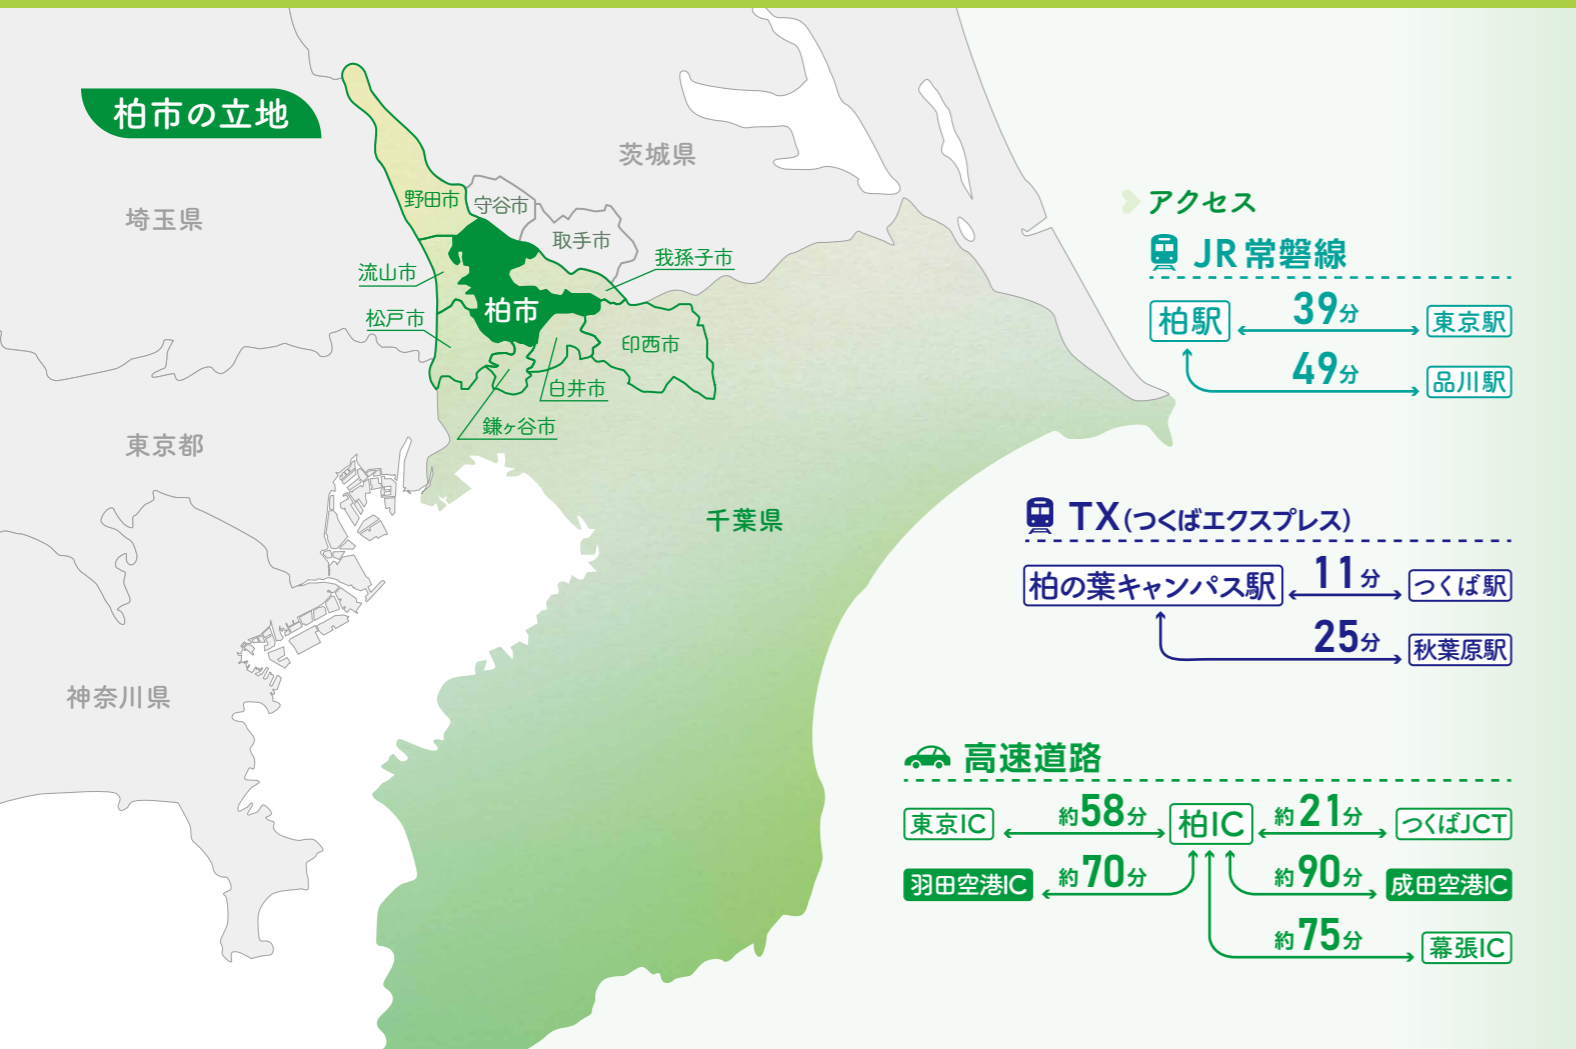 柏市の立地
茨城県
埼玉県
野田市
守谷市
取手市
我孫子市
流山市
柏市
松戸市
印西市
白井市
鎌ヶ谷市
東京都
千葉県
神奈川県
アクセス
JR常磐線
柏駅 39分 東京駅
49分 品川駅
TX(つくばエクスプレス)
柏の葉キャンパス駅 11分 つくば駅
25分 秋葉原駅
高速道路
東京IC 約58分 柏IC 約21分 つくばJCT
羽田空港IC 約70分 約90分 成田空港IC
約75分 幕張IC